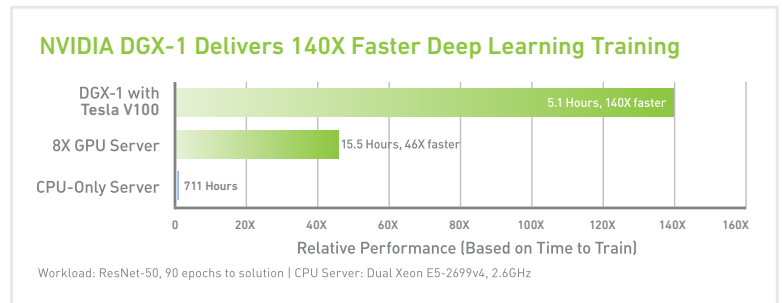 NVIDIA DGX-1 Delivers 140X Faster Deep Learning Training
DGX-1 with
Tesla V100
5.1 Hours, 140X faster
8X GPU Server
15.5 Hours, 46X faster
CPU-Only Server
711 Hours
0 20X 40X 60X 80X 100X 120X 140X 160X
Relative Performance (Based on Time to Train)
Workload: ResNet-50, 90 epochs to solution | CPU Server: Dual Xeon E5-2699v4, 2.6GHz